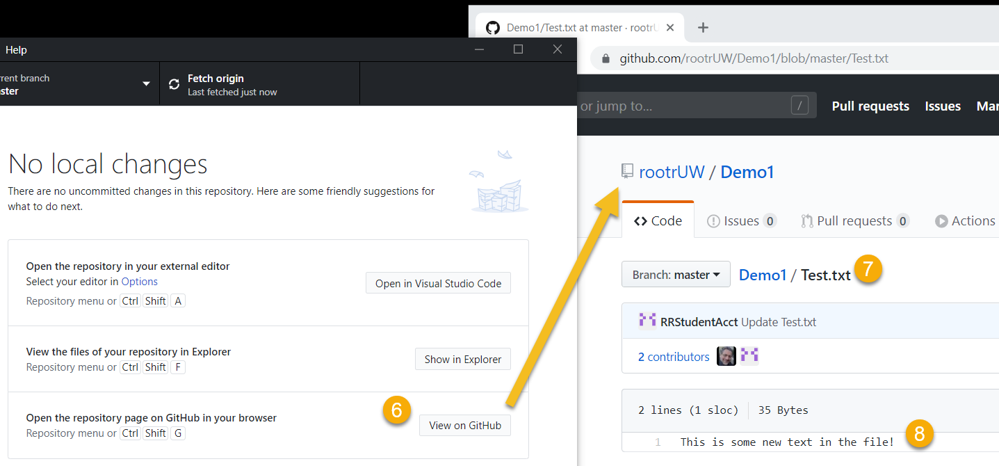 Help
rrent branch
ster
Fetch origin
Last fetched just now
No local changes
There are no uncommitted changes in this repository. Here are some friendly suggestions for
what to do next.
Open the repository in your external editor
Select your editor in Options
Repository menu or Ctrl Shift A
Open in Visual Studio Code
View the files of your repository in Explorer
Repository menu or Ctrl Shift F
Show in Explorer
Open the repository page on GitHub in your browser
Repository menu or Ctrl Shift G
6
View on GitHub
Demo1/Test.txt at master · rootrU
github.com/rootrUW/Demo1/blob/master/Test.txt
or jump to... /
Pull requests Issues Mar
rootrUW / Demo1
Code Issues 0 Pull requests 0 Actions
Branch: master Demo1 / Test.txt 7
RRStudentAcct Update Test.txt
2 contributors
2 lines (1 sloc) 35 Bytes
1 This is some new text in the file! 8